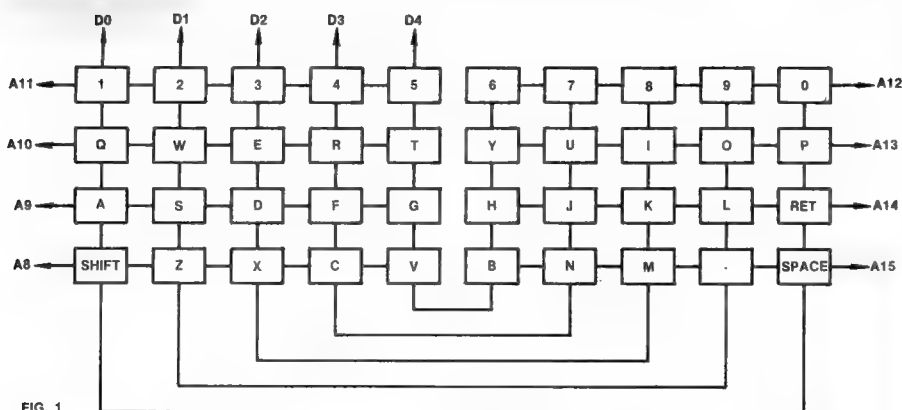 D0 D1 D2 D3 D4
A11 1 2 3 4 5 6 7 8 9 0 A12
A10 Q W E R T Y U I O P A13
A9 A S D F G H J K L RET A14
A8 SHIFT Z X C V B N M . SPACE A15
FIG. 1